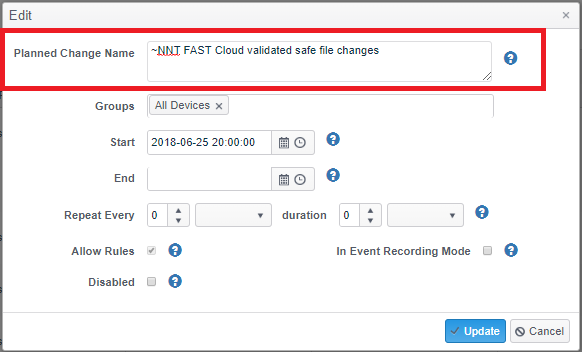 Edit
Planned Change Name ~NNT FAST Cloud validated safe file changes
Groups All Devices
Start 2018-06-25 20:00:00
End
Repeat Every 0 duration 0
Allow Rules In Event Recording Mode
Disabled
Update Cancel